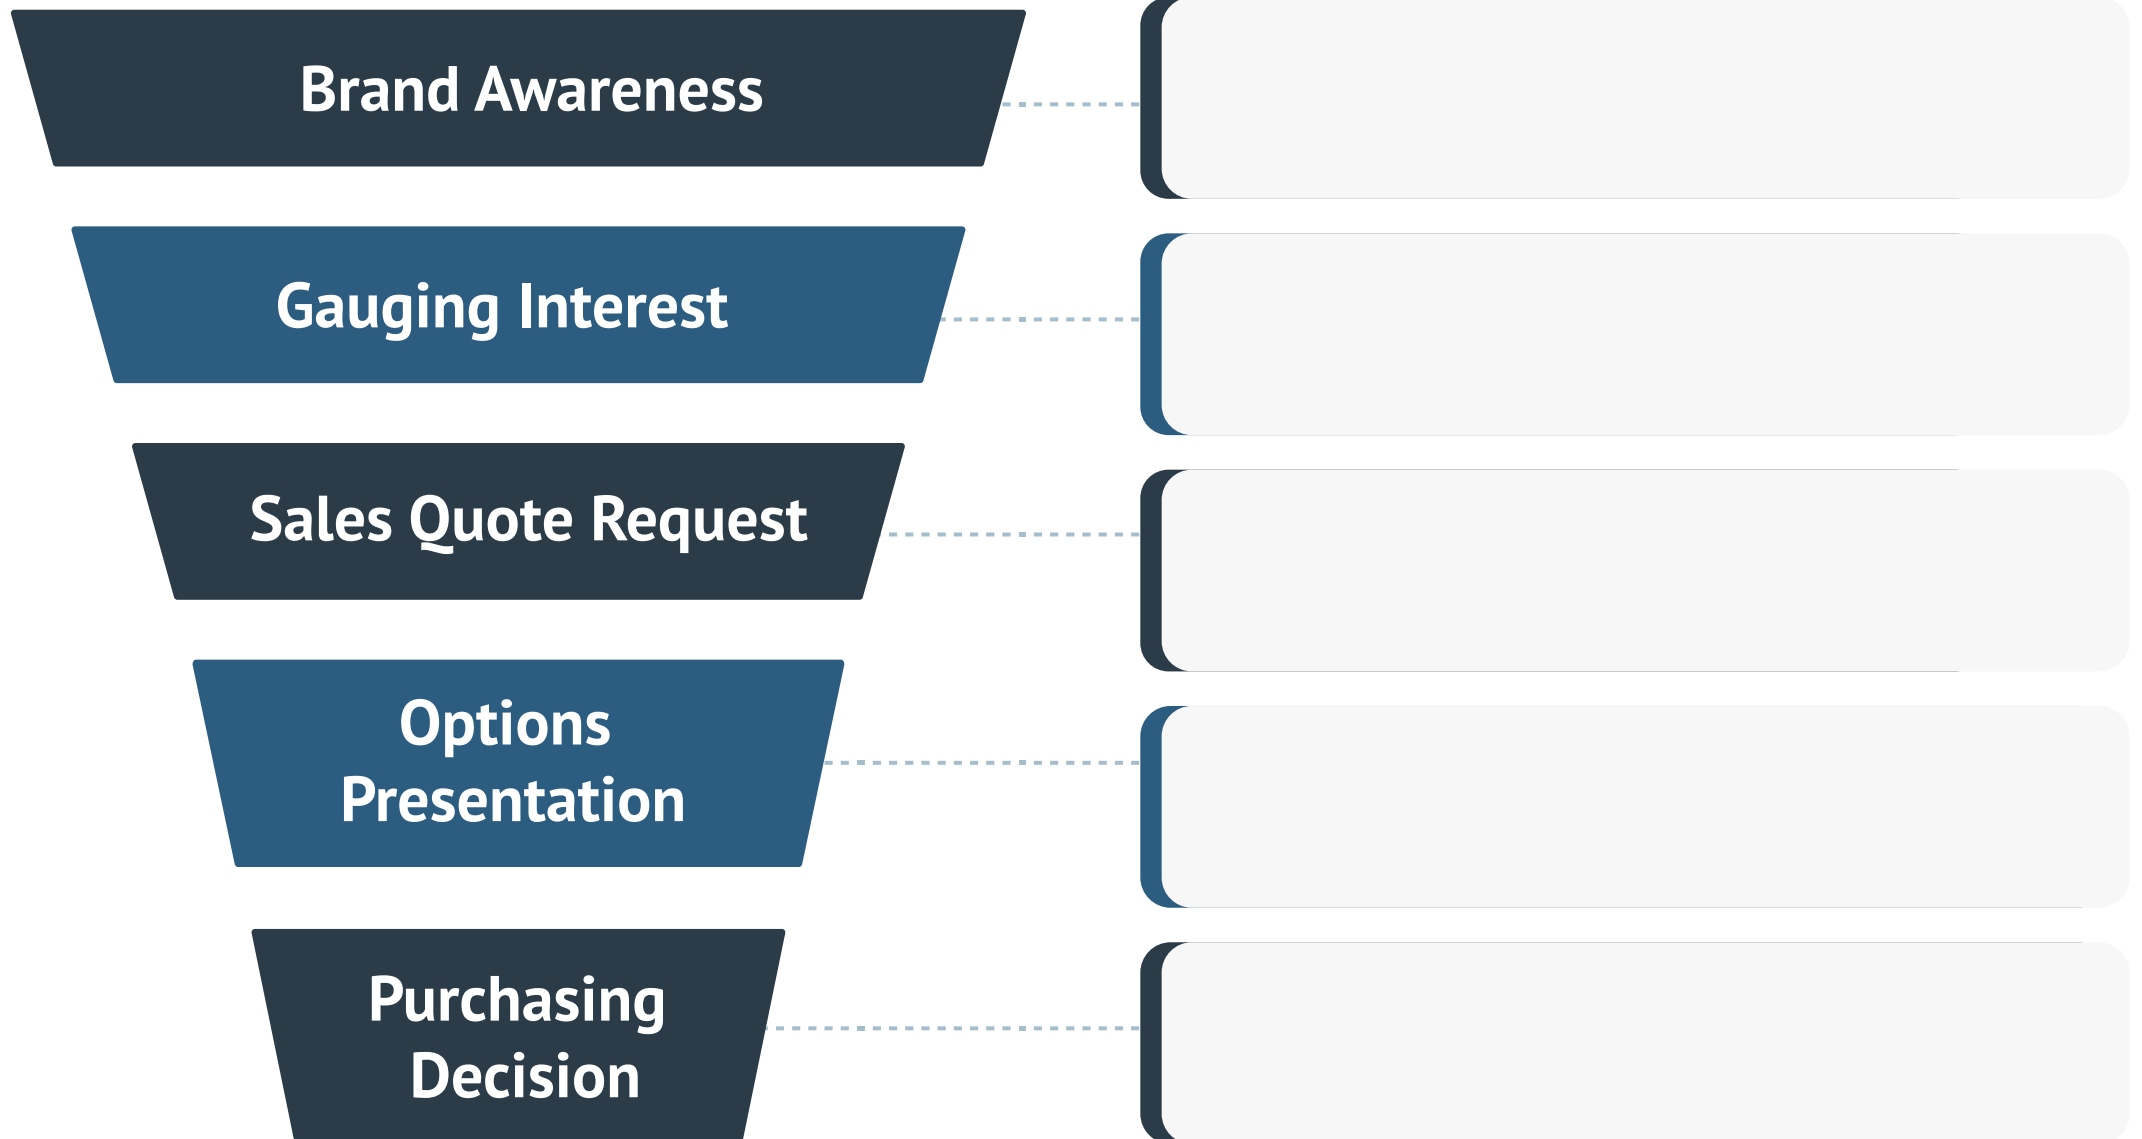 Brand Awareness
Gauging Interest
Sales Quote Request
Options
Presentation
Purchasing
Decision